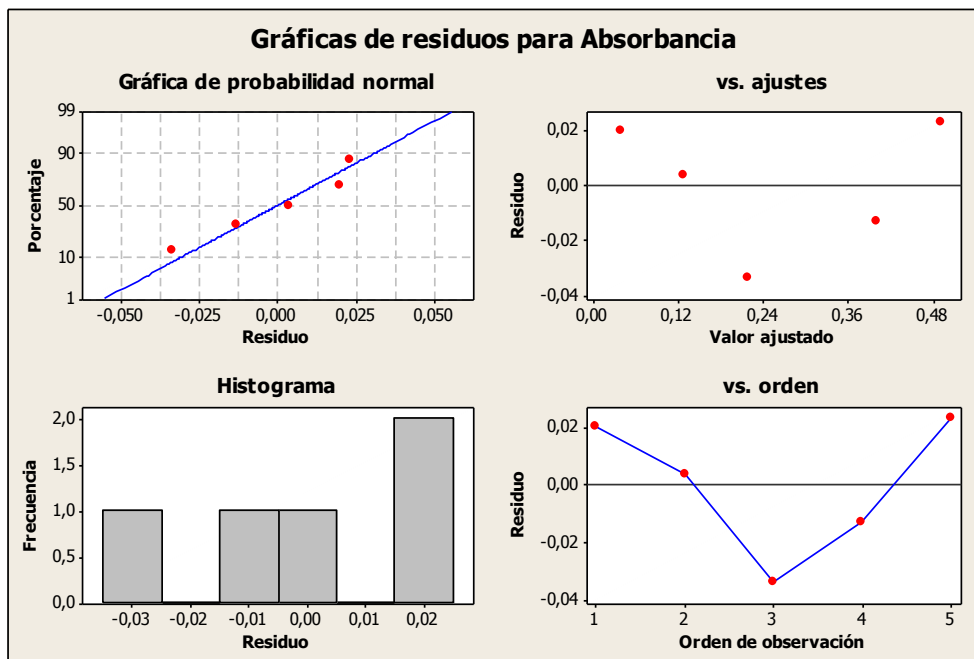 Gráficas de residuos para Absorbancia
Gráfica de probabilidad normal
99
90
50
10
1
Porcentaje
-0,050 -0,025 0,000 0,025 0,050
Residuo
vs. ajustes
0,02
0,00
-0,02
-0,04
Residuo
0,00 0,12 0,24 0,36 0,48
Valor ajustado
Histograma
2,0
1,5
1,0
0,5
0,0
Frecuencia
-0,03 -0,02 -0,01 0,00 0,01 0,02
Residuo
vs. orden
0,02
0,00
-0,02
-0,04
Residuo
1 2 3 4 5
Orden de observación